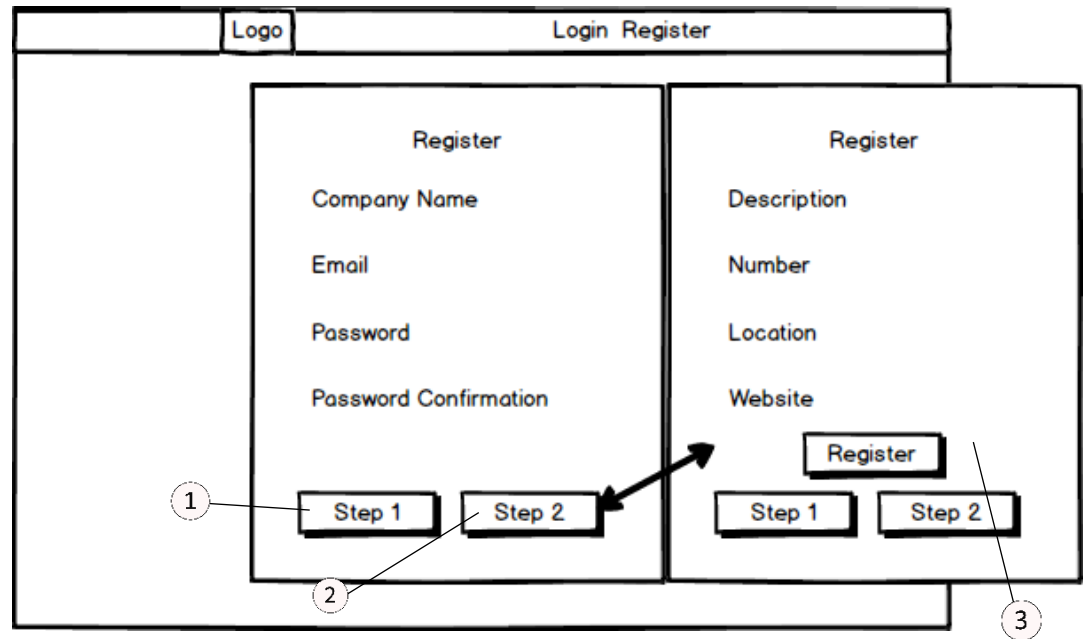 Logo
Login Register
Register
Company Name
Email
Password
Password Confirmation
Step 1
Step 2
Register
Description
Number
Location
Website
Register
Step 1
Step 2
1
2
3